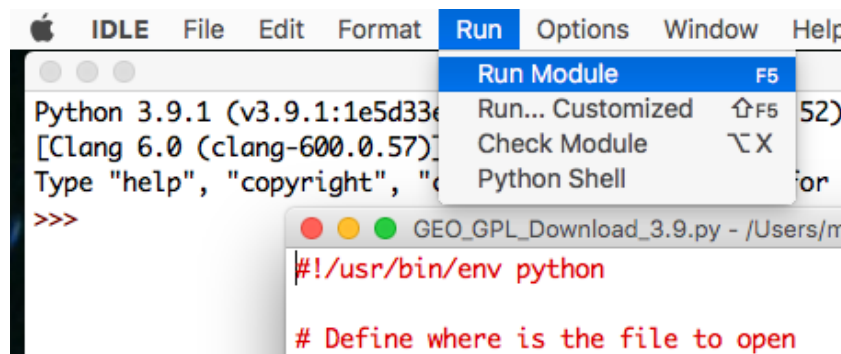 IDLE File Edit Format Run Options Window Help
Run Module F5
Run... Customized ⇧F5
Check Module ⌥X
Python Shell
Python 3.9.1 (v3.9.1:1e5d33e 52)
[Clang 6.0 (clang-600.0.57)]
Type "help", "copyright", " for
>>>
GEO_GPL_Download_3.9.py - /Users/m
#!/usr/bin/env python
# Define where is the file to open